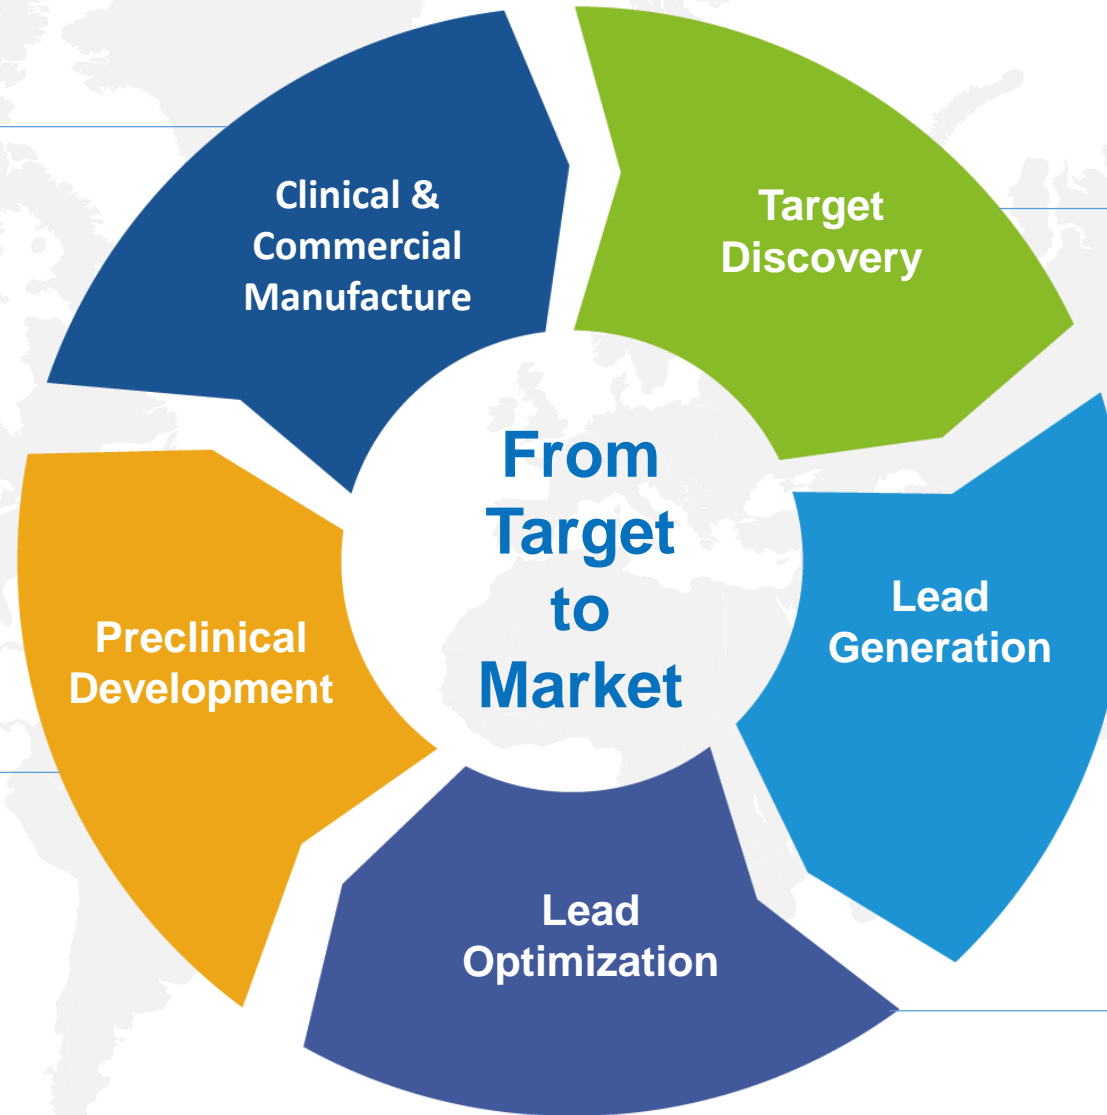 Clinical &
Commercial
Manufacture
Target
Discovery
From
Target
to
Market
Lead
Generation
Preclinical
Development
Lead
Optimization